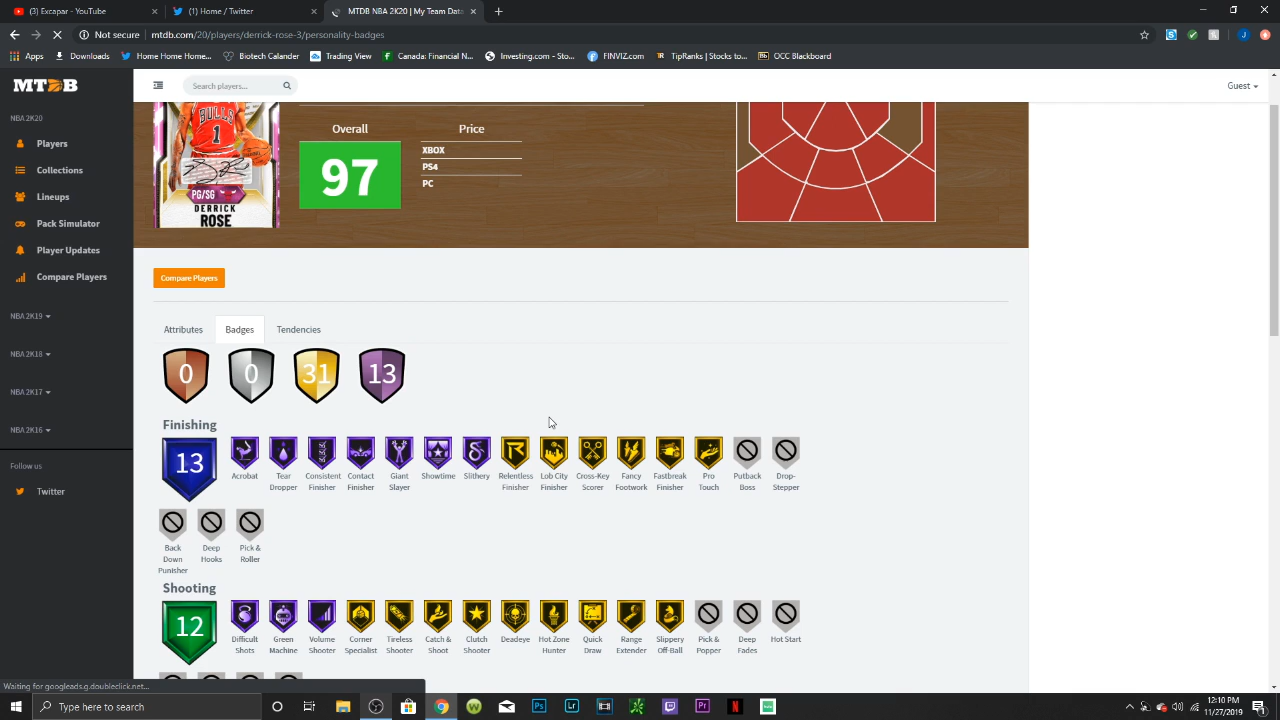 (3) Excapar - YouTube
MTDB NBA 2K20 | My Team Data
Not secure | mtdb.com/20/players/derrick-rose-3/personality-badges
Apps Downloads Home Home Home... Biotech Celander Trading View Canada: Financial... Investing.com - Sto... FINVIZ.com TipRanks | Stocks to... OCC Blackboard
MTDB
Search players...
Guest
NBA 2K20
Players
Collections
Lineups
Pack Simulator
Player Updates
Compare Players
NBA 2K19
NBA 2K18
NBA 2K17
NBA 2K16
Follow us
Twitter
BULLS
1
PG/SG
DERRICK
ROSE
Overall
97
Price
XBOX
PS4
PC
Compare Players
Attributes Badges Tendencies
0 0 31 13
Finishing
13
Acrobat
Tear Dropper
Consistent Finisher
Contact Finisher
Giant Slayer
Showtime
Slithery
Relentless Finisher
Lob City Finisher
Cross-Key Scorer
Fancy Footwork
Fastbreak Finisher
Pro Touch
Putback Boss
Drop-Stepper
Back Down Punisher
Deep Hooks
Pick & Roller
Shooting
12
Difficult Shots
Green Machine
Volume Shooter
Corner Specialist
Tireless Shooter
Catch & Shoot
Clutch Shooter
Deadeye
Hot Zone Hunter
Quick Draw
Range Extender
Slippery Off-Ball
Pick & Popper
Deep Fades
Hot Start
Waiting for googleads.g.doubleclick.net...
Type here to search
12:10 PM
11/27/2019